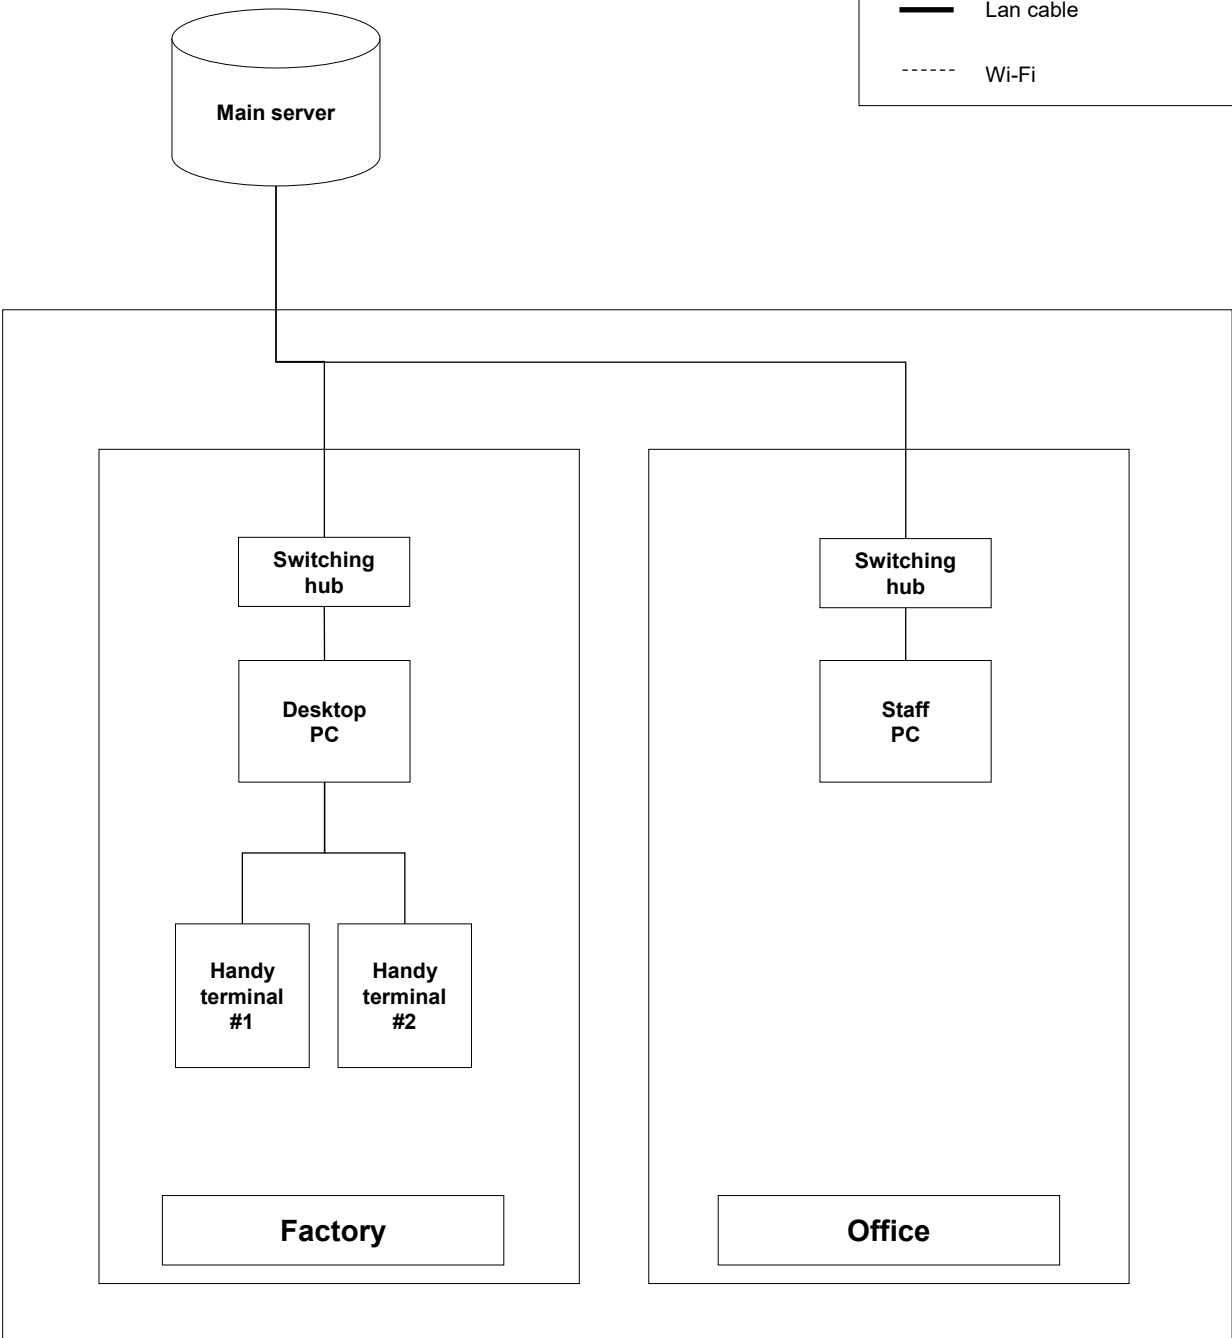 Lan cable
Wi-Fi
Main server
Switching
hub
Switching
hub
Desktop
PC
Staff
PC
Handy
terminal
#1
Handy
terminal
#2
Factory
Office